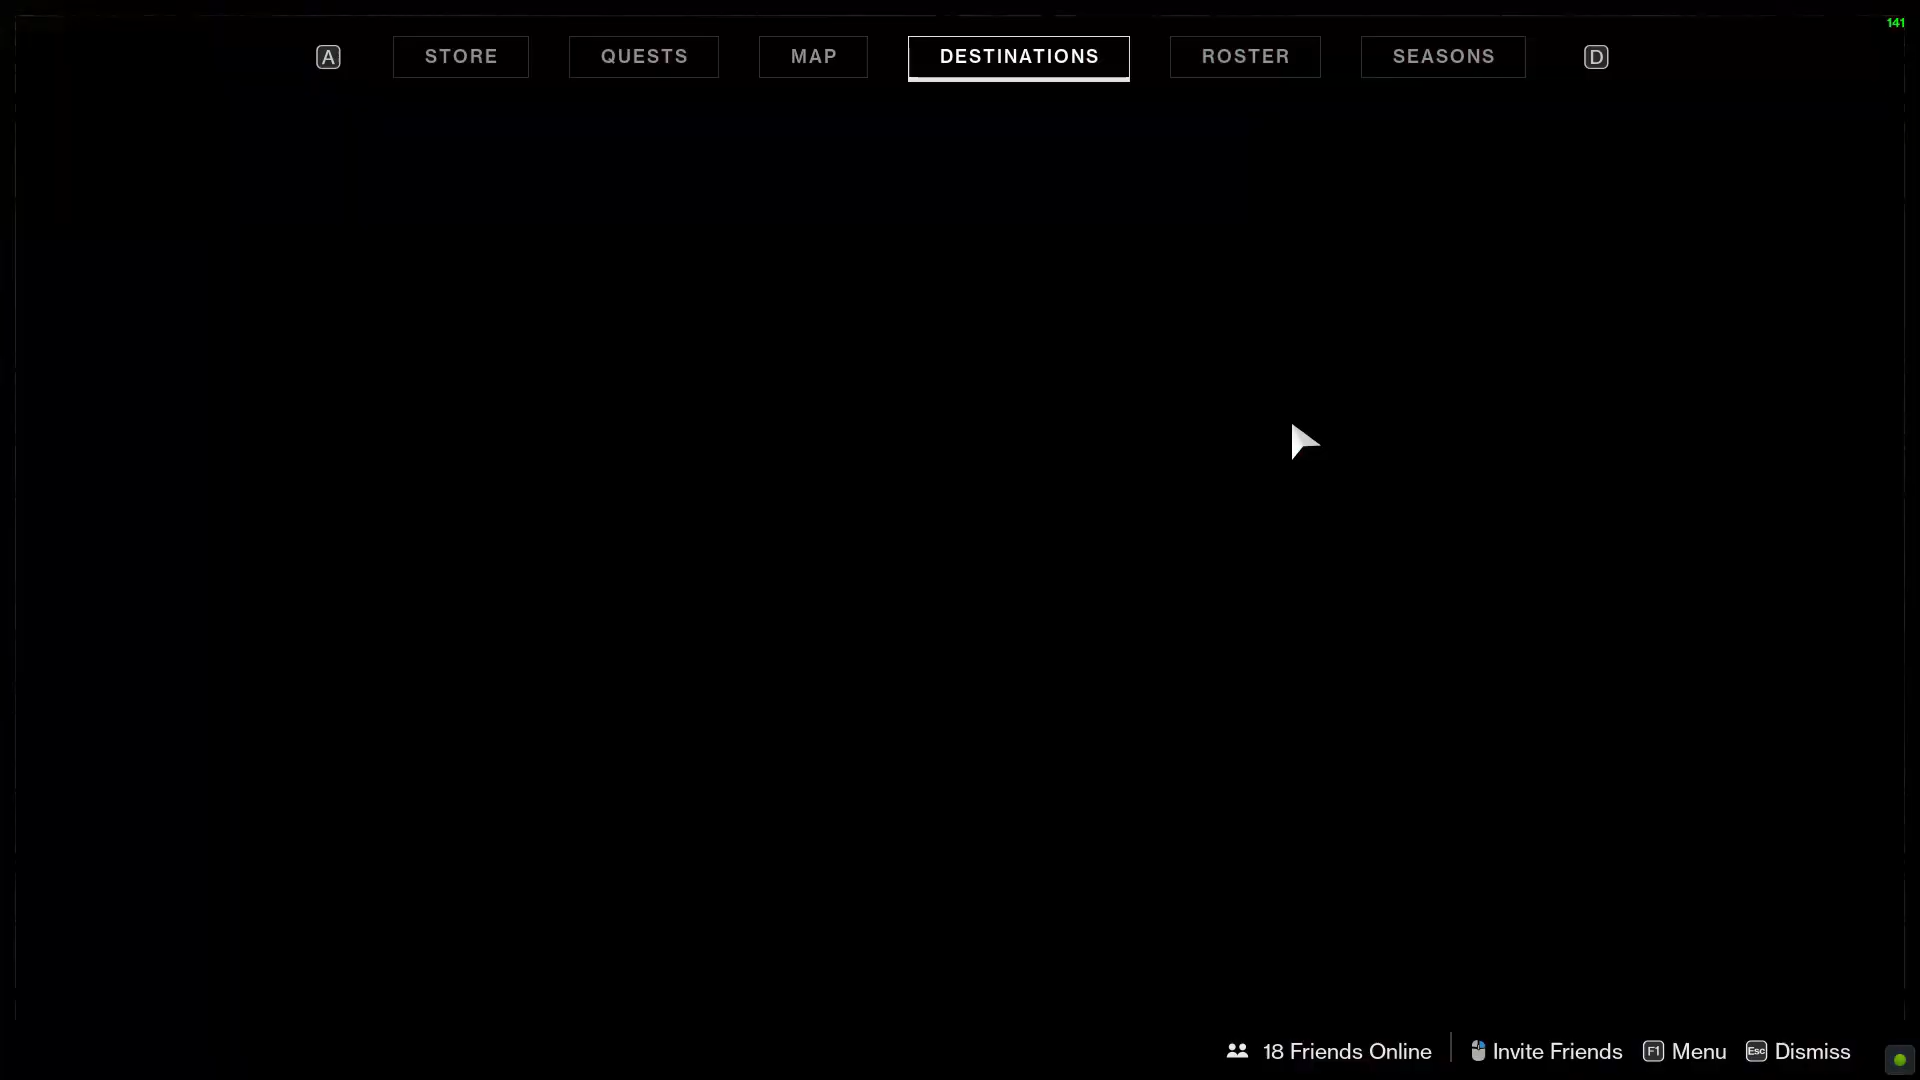 141
A STORE QUESTS MAP DESTINATIONS ROSTER SEASONS D
18 Friends Online Invite Friends F1 Menu Esc Dismiss